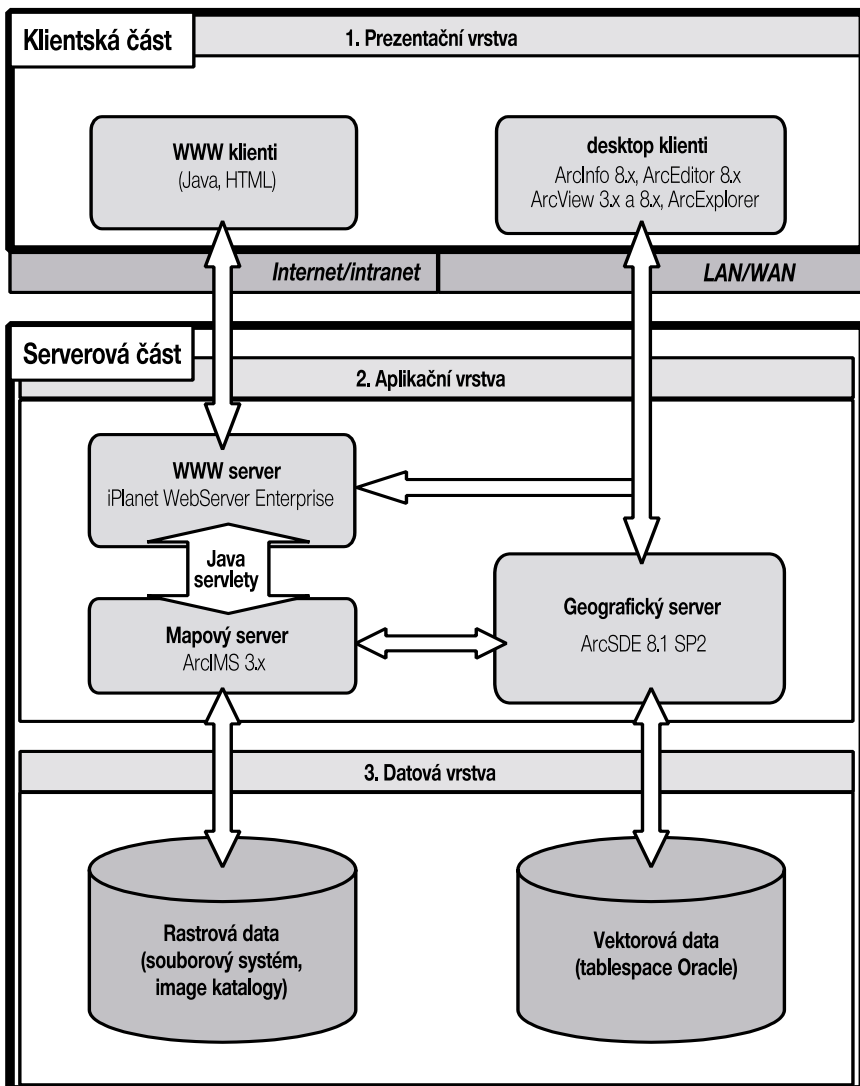 Klientská část
1. Prezentační vrstva
WWW klienti
(Java, HTML)
desktop klienti
ArcInfo 8.x, ArcEditor 8.x
ArcView 3.x a 8.x, ArcExplorer
Internet/intranet
LAN/WAN
Serverová část
2. Aplikační vrstva
WWW server
iPlanet WebServer Enterprise
Java
servlety
Mapový server
ArcIMS 3.x
Geografický server
ArcSDE 8.1 SP2
3. Datová vrstva
Rastrová data
(souborový systém,
image katalogy)
Vektorová data
(tablespace Oracle)